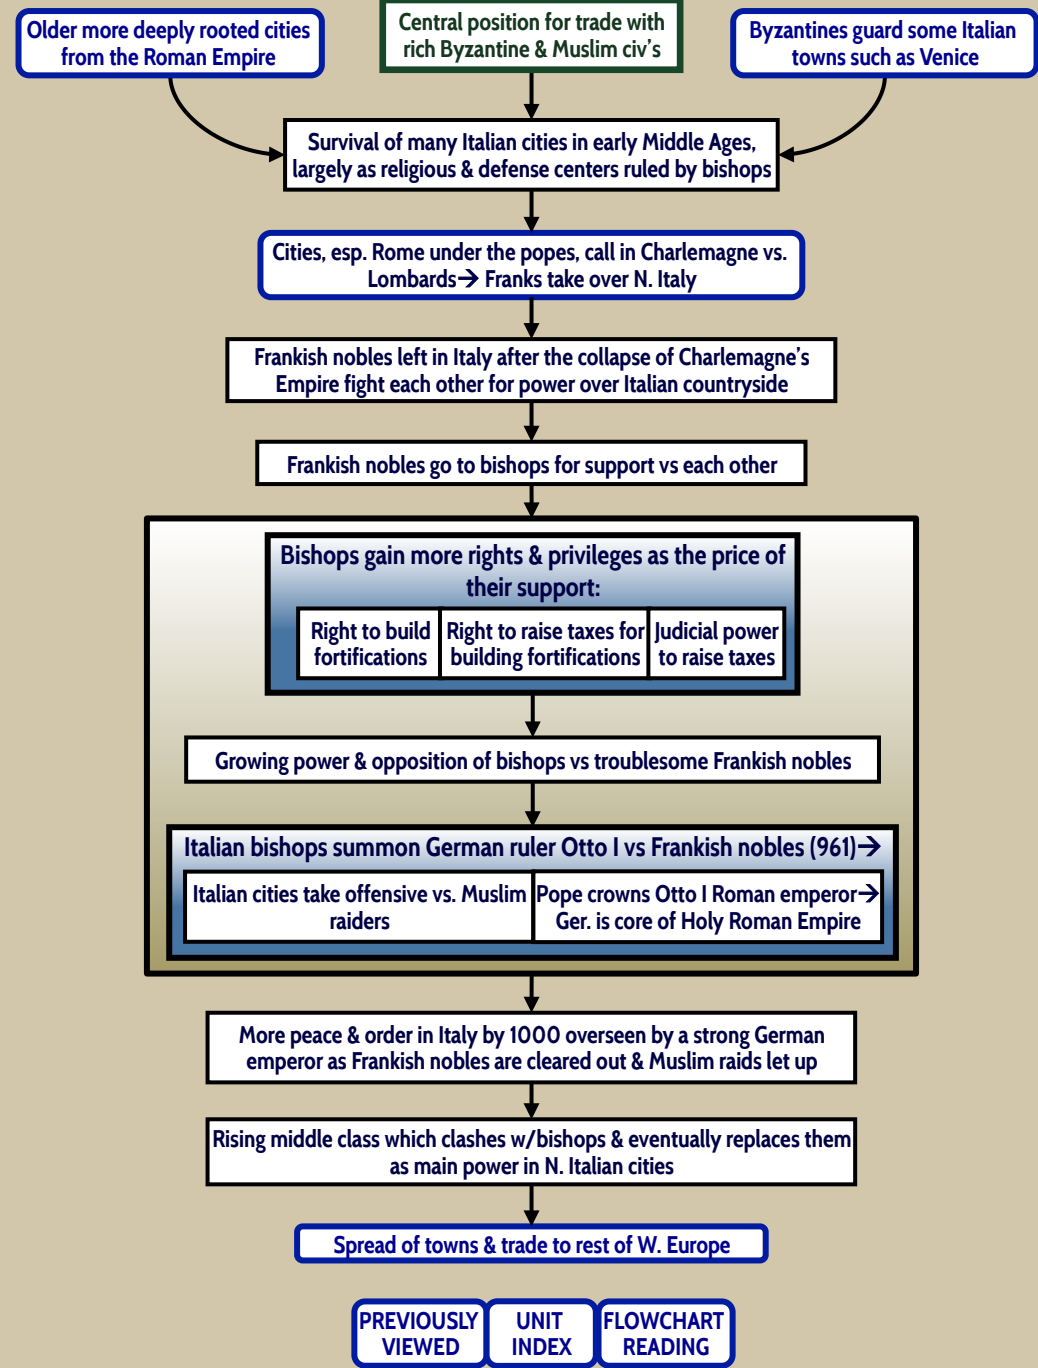 Older more deeply rooted cities
from the Roman Empire
Central position for trade with
rich Byzantine & Muslim civ's
Byzantines guard some Italian
towns such as Venice
Survival of many Italian cities in early Middle Ages,
largely as religious & defense centers ruled by bishops
Cities, esp. Rome under the popes, call in Charlemagne vs.
Lombards→ Franks take over N. Italy
Frankish nobles left in Italy after the collapse of Charlemagne's
Empire fight each other for power over Italian countryside
Frankish nobles go to bishops for support vs each other
Bishops gain more rights & privileges as the price of
their support:
Right to build
fortifications
Right to raise taxes for
building fortifications
Judicial power
to raise taxes
Growing power & opposition of bishops vs troublesome Frankish nobles
Italian bishops summon German ruler Otto I vs Frankish nobles (961)→
Italian cities take offensive vs. Muslim
raiders
Pope crowns Otto I Roman emperor→
Ger. is core of Holy Roman Empire
More peace & order in Italy by 1000 overseen by a strong German
emperor as Frankish nobles are cleared out & Muslim raids let up
Rising middle class which clashes w/bishops & eventually replaces them
as main power in N. Italian cities
Spread of towns & trade to rest of W. Europe
PREVIOUSLY
VIEWED
UNIT
INDEX
FLOWCHART
READING